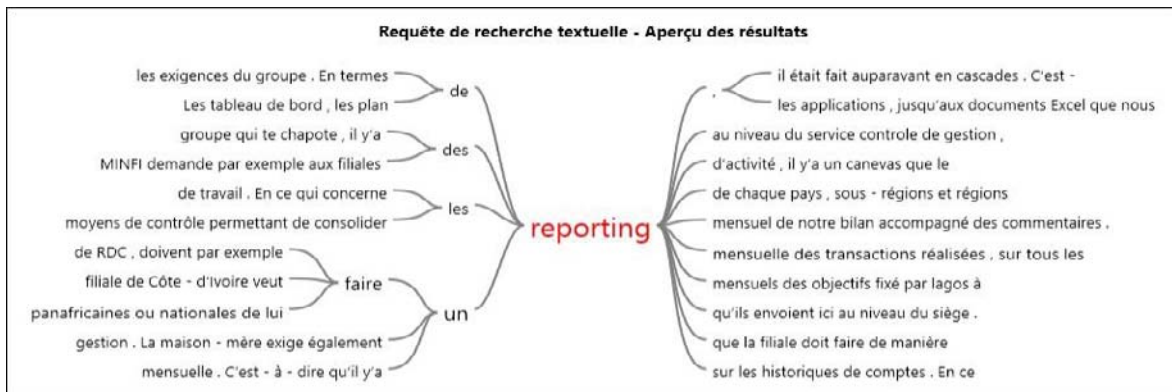 Requête de recherche textuelle - Aperçu des résultats
les exigences du groupe . En termes
Les tableau de bord , les plan
de
groupe qui te chapote , il y'a
MINFI demande par exemple aux filiales
des
de travail . En ce qui concerne
moyens de contrôle permettant de consolider
les
de RDC , doivent par exemple
filiale de Côte - d'Ivoire veut
panafricaines ou nationales de lui
faire
gestion . La maison - mère exige également
mensuelle . C'est - à - dire qu'il y'a
un
reporting
,
il était fait auparavant en cascades . C'est -
les applications , jusqu'aux documents Excel que nous
au niveau du service controle de gestion ,
d'activité , il y'a un canevas que le
de chaque pays , sous - régions et régions
mensuel de notre bilan accompagné des commentaires .
mensuelle des transactions réalisées , sur tous les
mensuels des objectifs fixé par lagos à
qu'ils envoient ici au niveau du siège .
que la filiale doit faire de manière
sur les historiques de comptes . En ce